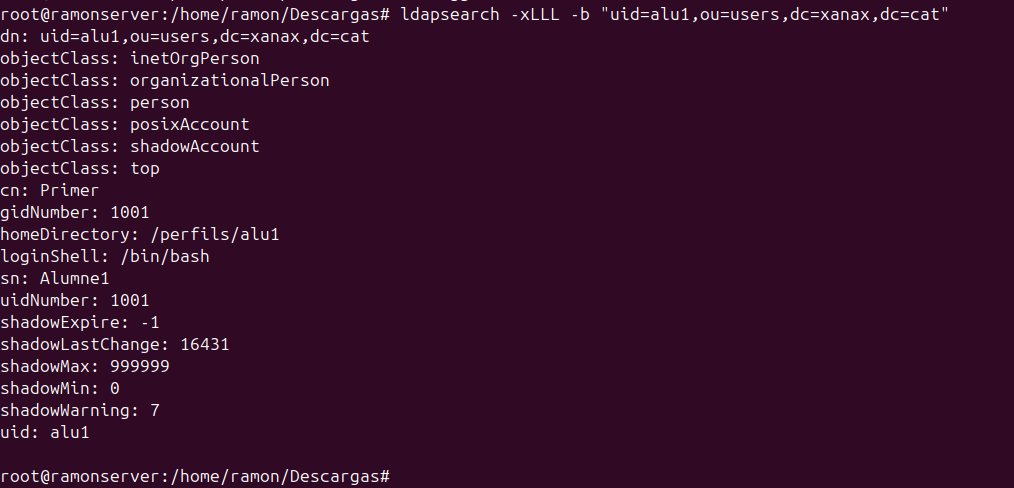 root@ramonserver:/home/ramon/Descargas# ldapsearch -xLLL -b "uid=alu1,ou=users,dc=xanax,dc=cat"
dn: uid=alu1,ou=users,dc=xanax,dc=cat
objectClass: inetOrgPerson
objectClass: organizationalPerson
objectClass: person
objectClass: posixAccount
objectClass: shadowAccount
objectClass: top
cn: Primer
gidNumber: 1001
homeDirectory: /perfils/alu1
loginShell: /bin/bash
sn: Alumne1
uidNumber: 1001
shadowExpire: -1
shadowLastChange: 16431
shadowMax: 999999
shadowMin: 0
shadowWarning: 7
uid: alu1
root@ramonserver:/home/ramon/Descargas#